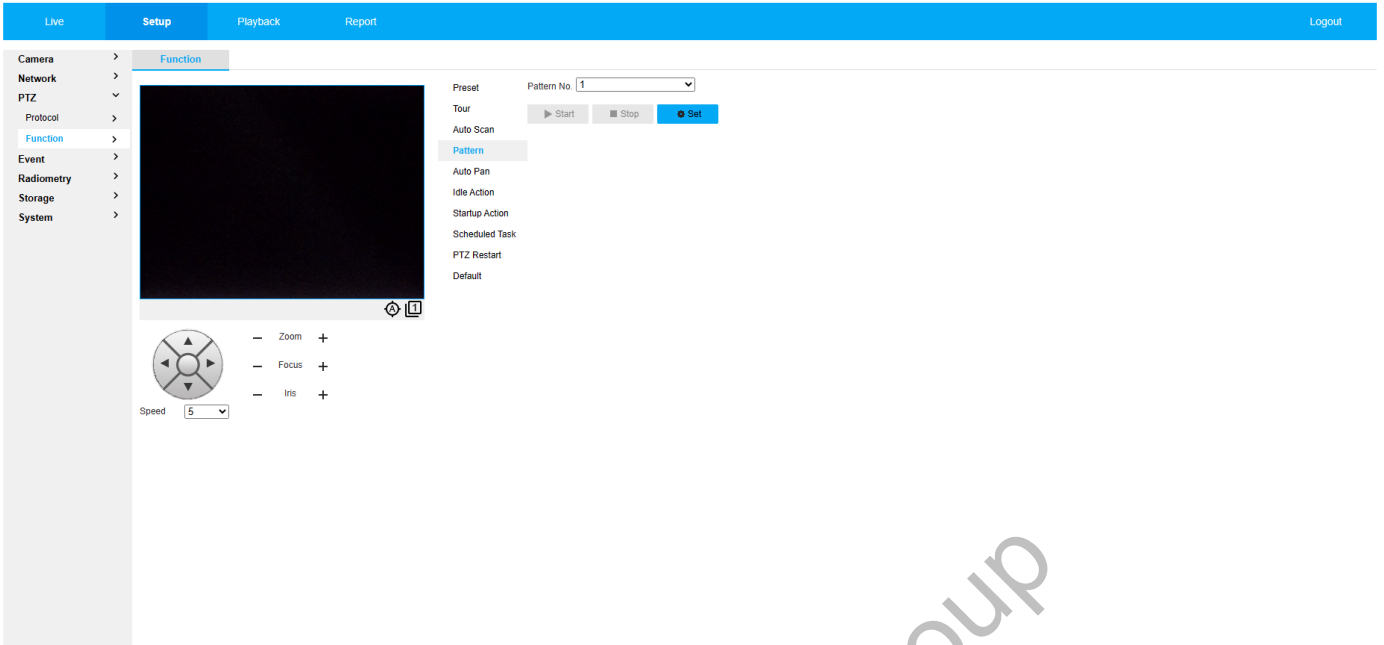 Live Setup Playback Report Logout
Camera
Network
PTZ
Protocol
Function
Event
Radiometry
Storage
System
Function
Preset
Tour
Auto Scan
Pattern
Auto Pan
Idle Action
Startup Action
Scheduled Task
PTZ Restart
Default
Pattern No. 1
Start Stop Set
A 1
Zoom
Focus
Iris
Speed 5